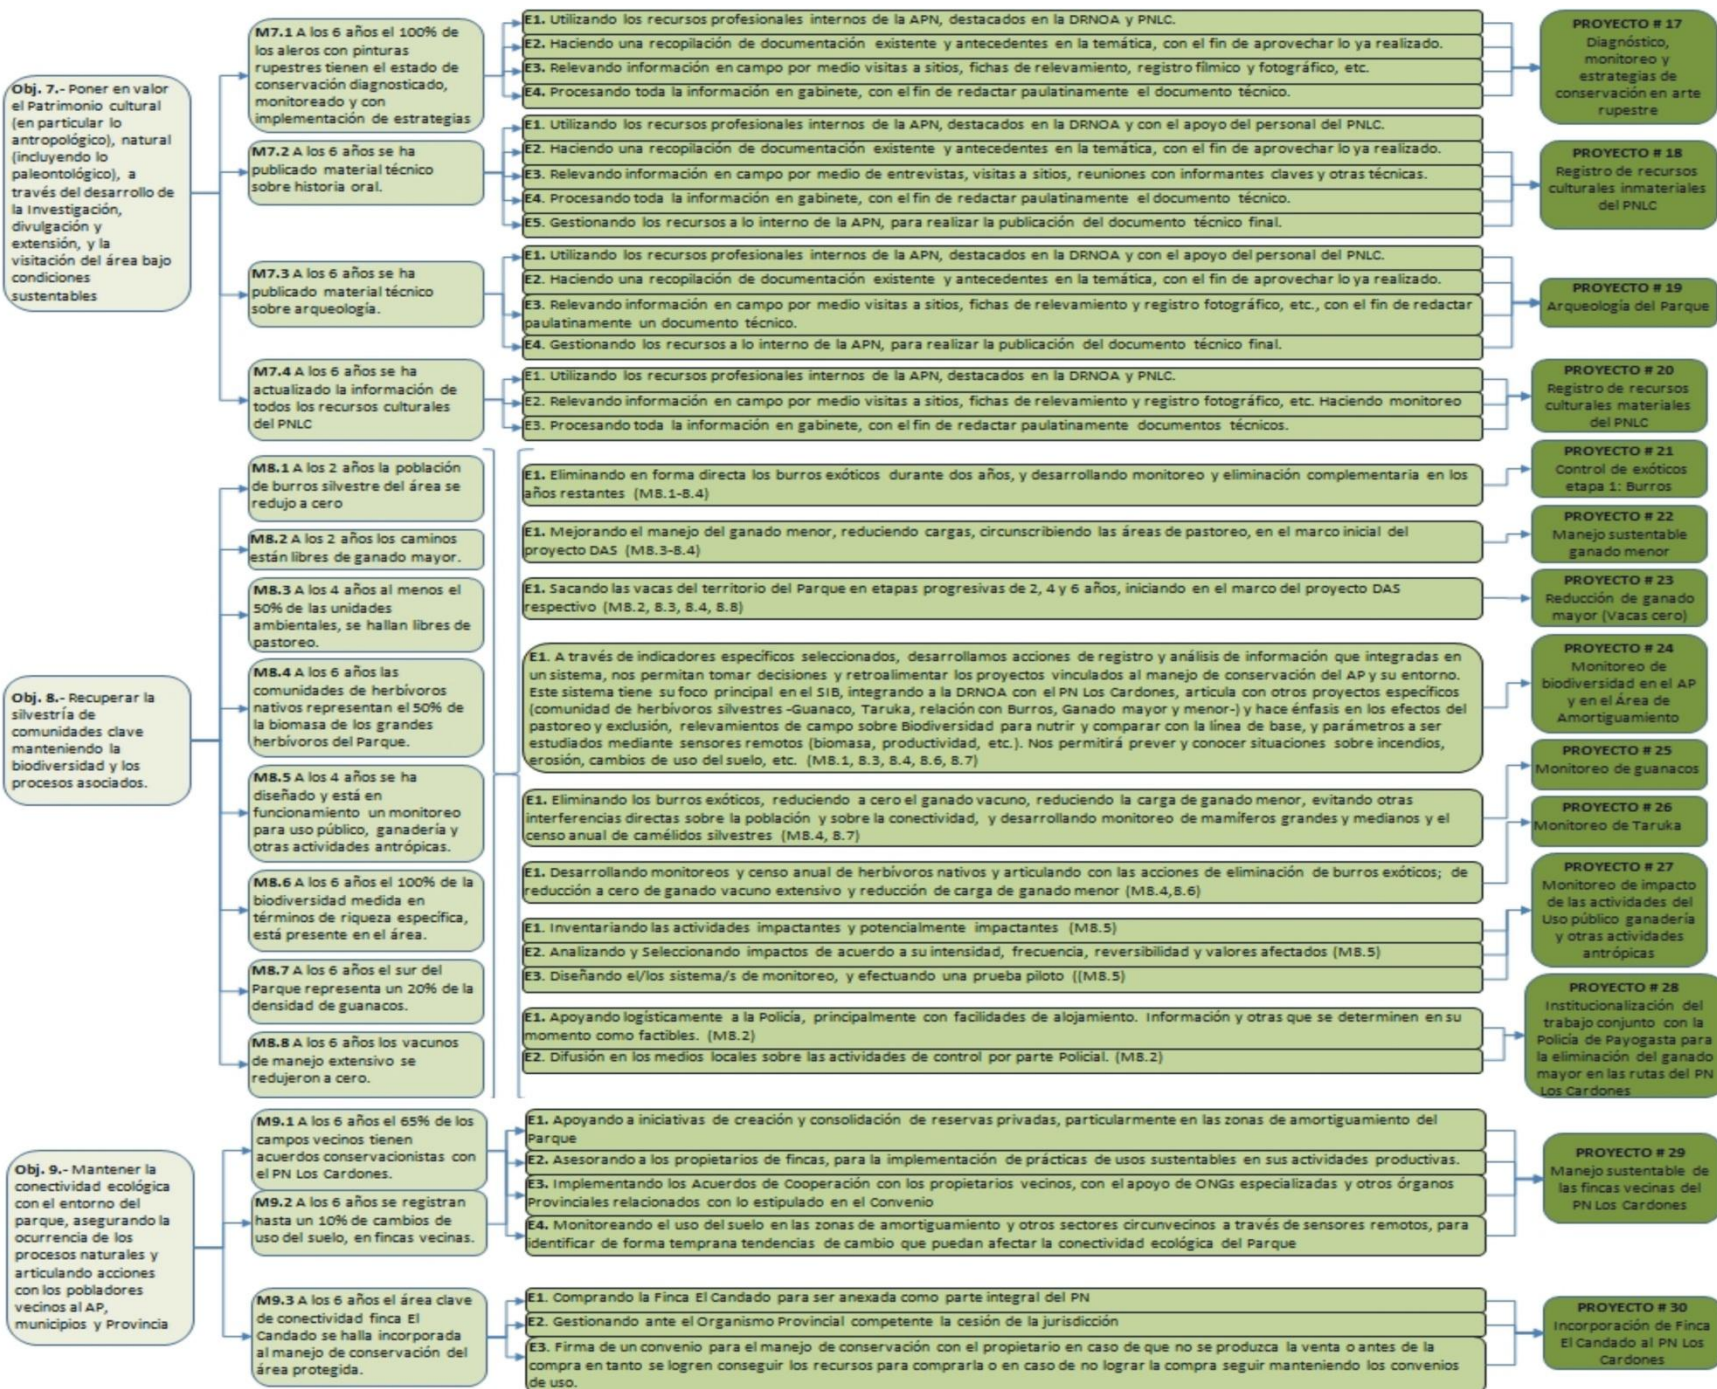 Obj. 7.- Poner en valor
el Patrimonio cultural
(en particular lo
antropológico), natural
(incluyendo lo
paleontológico), a
través del desarrollo de
la Investigación,
divulgación y
extensión, y la
visitación del área bajo
condiciones
sustentables
M7.1 A los 6 años el 100% de
los aleros con pinturas
rupestres tienen el estado de
conservación diagnosticado,
monitoreado y con
implementación de estrategias
E1. Utilizando los recursos profesionales internos de la APN, destacados en la DRNOA y PNLC.
E2. Haciendo una recopilación de documentación existente y antecedentes en la temática, con el fin de aprovechar lo ya realizado.
E3. Relevando información en campo por medio visitas a sitios, fichas de relevamiento, registro fílmico y fotográfico, etc.
E4. Procesando toda la información en gabinete, con el fin de redactar paulatinamente el documento técnico.
PROYECTO # 17
Diagnóstico,
monitoreo y
estrategias de
conservación en arte
rupestre
M7.2 A los 6 años se ha
publicado material técnico
sobre historia oral.
E1. Utilizando los recursos profesionales internos de la APN, destacados en la DRNOA y con el apoyo del personal del PNLC.
E2. Haciendo una recopilación de documentación existente y antecedentes en la temática, con el fin de aprovechar lo ya realizado.
E3. Relevando información en campo por medio de entrevistas, visitas a sitios, reuniones con informantes claves y otras técnicas.
E4. Procesando toda la información en gabinete, con el fin de redactar paulatinamente el documento técnico.
E5. Gestionando los recursos a lo interno de la APN, para realizar la publicación del documento técnico final.
PROYECTO # 18
Registro de recursos
culturales inmateriales
del PNLC
M7.3 A los 6 años se ha
publicado material técnico
sobre arqueología.
E1. Utilizando los recursos profesionales internos de la APN, destacados en la DRNOA y con el apoyo del personal del PNLC.
E2. Haciendo una recopilación de documentación existente y antecedentes en la temática, con el fin de aprovechar lo ya realizado.
E3. Relevando información en campo por medio visitas a sitios, fichas de relevamiento y registro fotográfico, etc., con el fin de redactar
paulatinamente un documento técnico.
E4. Gestionando los recursos a lo interno de la APN, para realizar la publicación del documento técnico final.
PROYECTO # 19
Arqueología del Parque
M7.4 A los 6 años se ha
actualizado la información de
todos los recursos culturales
del PNLC
E1. Utilizando los recursos profesionales internos de la APN, destacados en la DRNOA y PNLC.
E2. Relevando información en campo por medio visitas a sitios, fichas de relevamiento y registro fotográfico, etc. Haciendo monitoreo
E3. Procesando toda la información en gabinete, con el fin de redactar paulatinamente documentos técnicos.
PROYECTO # 20
Registro de recursos
culturales materiales
del PNLC
Obj. 8.- Recuperar la
silvestría de
comunidades clave
manteniendo la
biodiversidad y los
procesos asociados.
M8.1 A los 2 años la población
de burros silvestre del área se
redujo a cero
M8.2 A los 2 años los caminos
están libres de ganado mayor.
M8.3 A los 4 años al menos el
50% de las unidades
ambientales, se hallan libres de
pastoreo.
M8.4 A los 6 años las
comunidades de herbívoros
nativos representan el 50% de
la biomasa de los grandes
herbívoros del Parque.
M8.5 A los 4 años se ha
diseñado y está en
funcionamiento un monitoreo
para uso público, ganadería y
otras actividades antrópicas.
M8.6 A los 6 años el 100% de la
biodiversidad medida en
términos de riqueza específica,
está presente en el área.
M8.7 A los 6 años el sur del
Parque representa un 20% de la
densidad de guanacos.
M8.8 A los 6 años los vacunos
de manejo extensivo se
redujeron a cero.
E1. Eliminando en forma directa los burros exóticos durante dos años, y desarrollando monitoreo y eliminación complementaria en los
años restantes (M8.1-8.4)
PROYECTO # 21
Control de exóticos
etapa 1: Burros
E1. Mejorando el manejo del ganado menor, reduciendo cargas, circunscribiendo las áreas de pastoreo, en el marco inicial del
proyecto DAS (M8.3-8.4)
PROYECTO # 22
Manejo sustentable
ganado menor
E1. Sacando las vacas del territorio del Parque en etapas progresivas de 2, 4 y 6 años, iniciando en el marco del proyecto DAS
respectivo (M8.2, 8.3, 8.4, 8.8)
PROYECTO # 23
Reducción de ganado
mayor (Vacas cero)
E1. A través de indicadores específicos seleccionados, desarrollamos acciones de registro y análisis de información que integradas en
un sistema, nos permitan tomar decisiones y retroalimentar los proyectos vinculados al manejo de conservación del AP y su entorno.
Este sistema tiene su foco principal en el SIB, integrando a la DRNOA con el PN Los Cardones, articula con otros proyectos específicos
(comunidad de herbívoros silvestres -Guanaco, Taruka, relación con Burros, Ganado mayor y menor-) y hace énfasis en los efectos del
pastoreo y exclusión, relevamientos de campo sobre Biodiversidad para nutrir y comparar con la línea de base, y parámetros a ser
estudiados mediante sensores remotos (biomasa, productividad, etc.). Nos permitirá prever y conocer situaciones sobre incendios,
erosión, cambios de uso del suelo, etc. (M8.1, 8.3, 8.4, 8.6, 8.7)
PROYECTO # 24
Monitoreo de
biodiversidad en el AP
y en el Área de
Amortiguamiento
PROYECTO # 25
Monitoreo de guanacos
E1. Eliminando los burros exóticos, reduciendo a cero el ganado vacuno, reduciendo la carga de ganado menor, evitando otras
interferencias directas sobre la población y sobre la conectividad, y desarrollando monitoreo de mamíferos grandes y medianos y el
censo anual de camélidos silvestres (M8.4, 8.7)
PROYECTO # 26
Monitoreo de Taruka
E1. Desarrollando monitoreos y censo anual de herbívoros nativos y articulando con las acciones de eliminación de burros exóticos; de
reducción a cero de ganado vacuno extensivo y reducción de carga de ganado menor (M8.4,8.6)
E1. Inventariando las actividades impactantes y potencialmente impactantes (M8.5)
E2. Analizando y Seleccionando impactos de acuerdo a su intensidad, frecuencia, reversibilidad y valores afectados (M8.5)
E3. Diseñando el/los sistema/s de monitoreo, y efectuando una prueba piloto ((M8.5)
PROYECTO # 27
Monitoreo de impacto
de las actividades del
Uso público ganadería
y otras actividades
antrópicas
E1. Apoyando logísticamente a la Policía, principalmente con facilidades de alojamiento. Información y otras que se determinen en su
momento como factibles. (M8.2)
E2. Difusión en los medios locales sobre las actividades de control por parte Policial. (M8.2)
PROYECTO # 28
Institucionalización del
trabajo conjunto con la
Policía de Payogasta para
la eliminación del ganado
mayor en las rutas del PN
Los Cardones
Obj. 9.- Mantener la
conectividad ecológica
con el entorno del
parque, asegurando la
ocurrencia de los
procesos naturales y
articulando acciones
con los pobladores
vecinos al AP,
municipios y Provincia
M9.1 A los 6 años el 65% de los
campos vecinos tienen
acuerdos conservacionistas con
el PN Los Cardones.
M9.2 A los 6 años se registran
hasta un 10% de cambios de
uso del suelo, en fincas vecinas.
E1. Apoyando a iniciativas de creación y consolidación de reservas privadas, particularmente en las zonas de amortiguamiento del
Parque
E2. Asesorando a los propietarios de fincas, para la implementación de prácticas de usos sustentables en sus actividades productivas.
E3. Implementando los Acuerdos de Cooperación con los propietarios vecinos, con el apoyo de ONGs especializadas y otros órganos
Provinciales relacionados con lo estipulado en el Convenio
E4. Monitoreando el uso del suelo en las zonas de amortiguamiento y otros sectores circunvecinos a través de sensores remotos, para
identificar de forma temprana tendencias de cambio que puedan afectar la conectividad ecológica del Parque
PROYECTO # 29
Manejo sustentable de
las fincas vecinas del
PN Los Cardones
M9.3 A los 6 años el área clave
de conectividad finca El
Candado se halla incorporada
al manejo de conservación del
área protegida.
E1. Comprando la Finca El Candado para ser anexada como parte integral del PN
E2. Gestionando ante el Organismo Provincial competente la cesión de la jurisdicción
E3. Firma de un convenio para el manejo de conservación con el propietario en caso de que no se produzca la venta o antes de la
compra en tanto se logren conseguir los recursos para comprarla o en caso de no lograr la compra seguir manteniendo los convenios
de uso.
PROYECTO # 30
Incorporación de Finca
El Candado al PN Los
Cardones